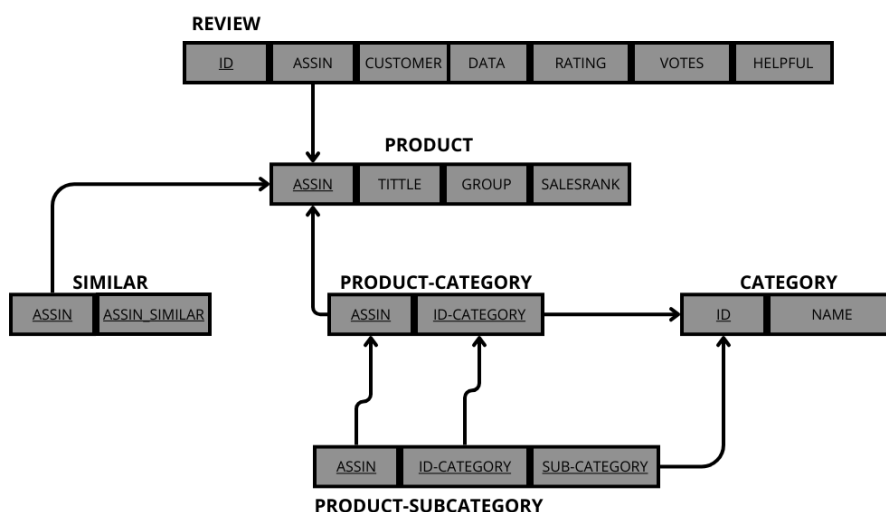 REVIEW
ID ASSIN CUSTOMER DATA RATING VOTES HELPFUL
PRODUCT
ASSIN TITTLE GROUP SALESRANK
SIMILAR PRODUCT-CATEGORY CATEGORY
ASSIN ASSIN_SIMILAR ASSIN ID-CATEGORY ID NAME
ASSIN ID-CATEGORY SUB-CATEGORY
PRODUCT-SUBCATEGORY